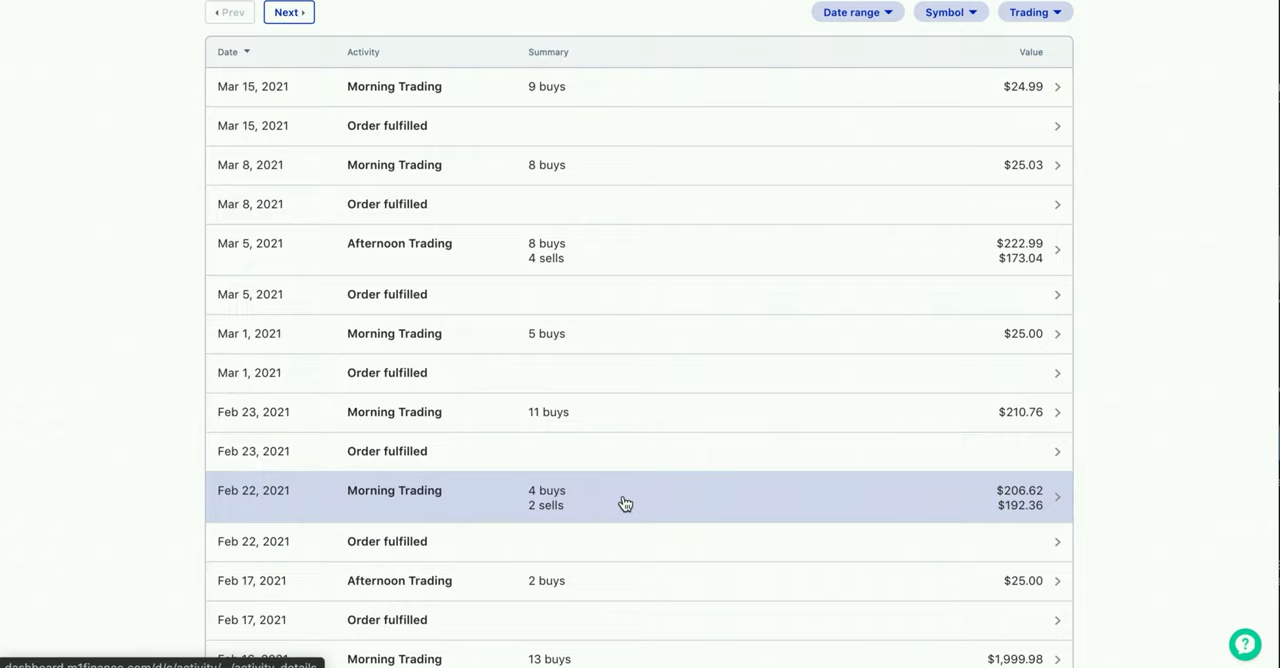 Prev Next Date range Symbol Trading
Date Activity Summary Value
Mar 15, 2021 Morning Trading 9 buys $24.99
Mar 15, 2021 Order fulfilled
Mar 8, 2021 Morning Trading 8 buys $25.03
Mar 8, 2021 Order fulfilled
Mar 5, 2021 Afternoon Trading 8 buys $222.99
4 sells $173.04
Mar 5, 2021 Order fulfilled
Mar 1, 2021 Morning Trading 5 buys $25.00
Mar 1, 2021 Order fulfilled
Feb 23, 2021 Morning Trading 11 buys $210.76
Feb 23, 2021 Order fulfilled
Feb 22, 2021 Morning Trading 4 buys $206.62
2 sells $192.36
Feb 22, 2021 Order fulfilled
Feb 17, 2021 Afternoon Trading 2 buys $25.00
Feb 17, 2021 Order fulfilled
Morning Trading 13 buys $1,999.98